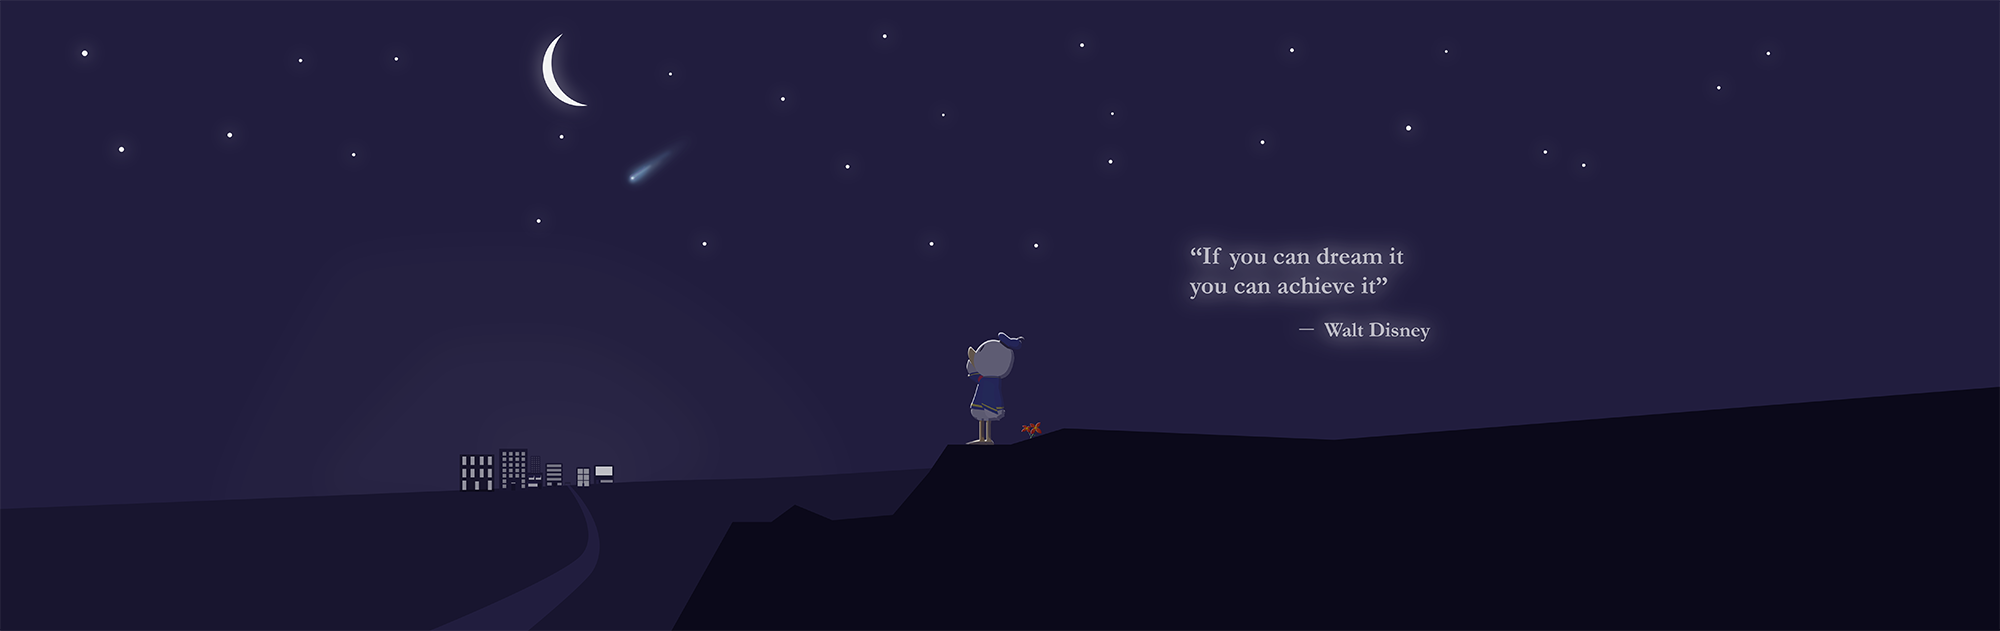 “If you can dream it
you can achieve it”
— Walt Disney